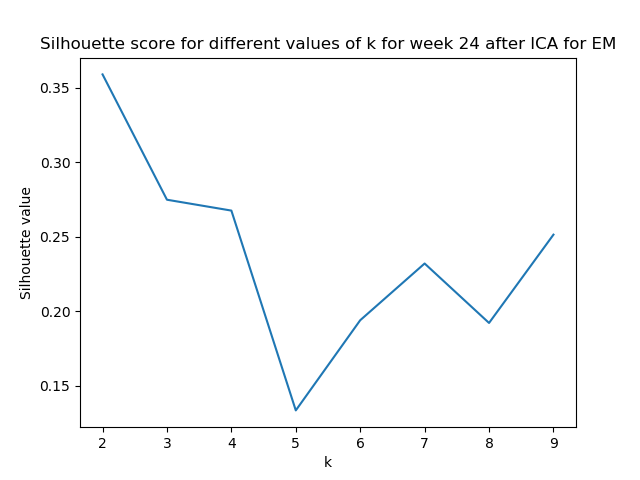 Silhouette score for different values of k for week 24 after ICA for EM
0.35
0.30
0.25
0.20
0.15
Silhouette value
2 3 4 5 6 7 8 9
k